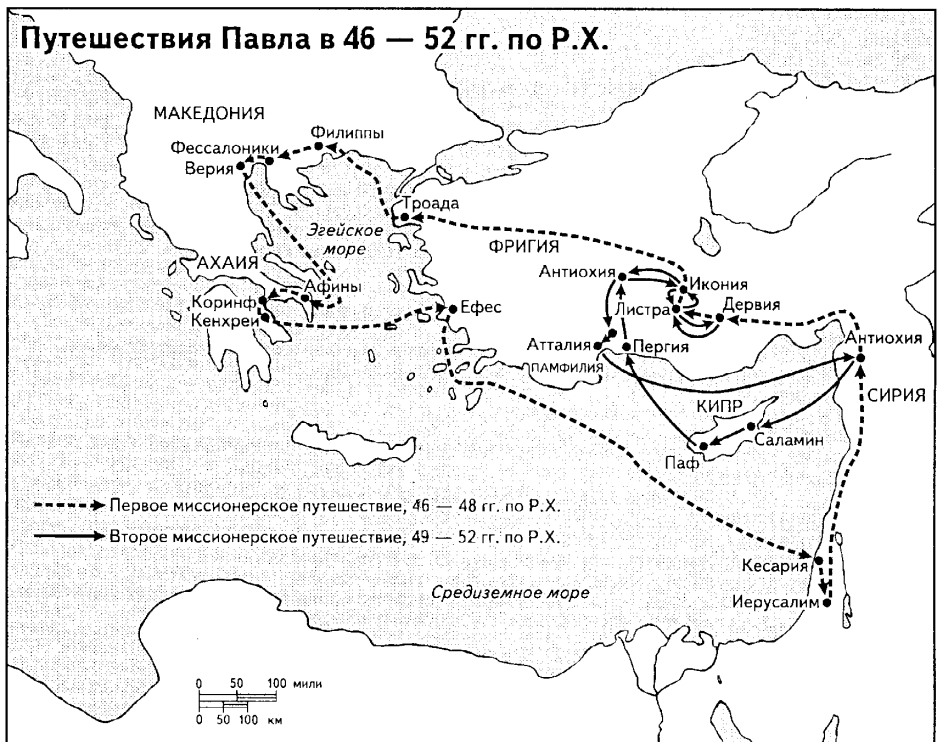 Путешествия Павла в 46 — 52 гг. по Р.Х.
МАКЕДОНИЯ
Филиппы
Фессалоники
Верия
Троада
Эгейское
море
ФРИГИЯ
АХАИЯ
Афины
Антиохия
Икония
Коринф
Кенхреи
Ефес
Листра
Дервия
Атталия
Пергия
Антиохия
ПАМФИЛИЯ
КИПР
СИРИЯ
Саламин
Паф
Первое миссионерское путешествие, 46 — 48 гг. по Р.Х.
Второе миссионерское путешествие, 49 — 52 гг. по Р.Х.
Кесария
Средиземное море
Иерусалим
0 50 100 мили
0 50 100 км